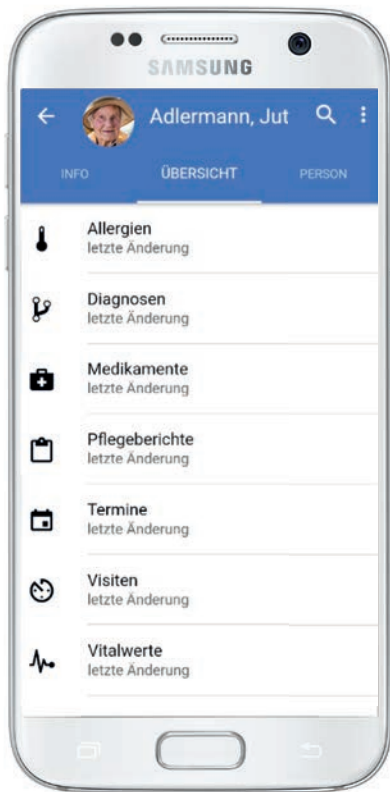 SAMSUNG
Adlermann, Jut
INFO ÜBERSICHT PERSON
Allergien
letzte Änderung
Diagnosen
letzte Änderung
Medikamente
letzte Änderung
Pflegeberichte
letzte Änderung
Termine
letzte Änderung
Visiten
letzte Änderung
Vitalwerte
letzte Änderung